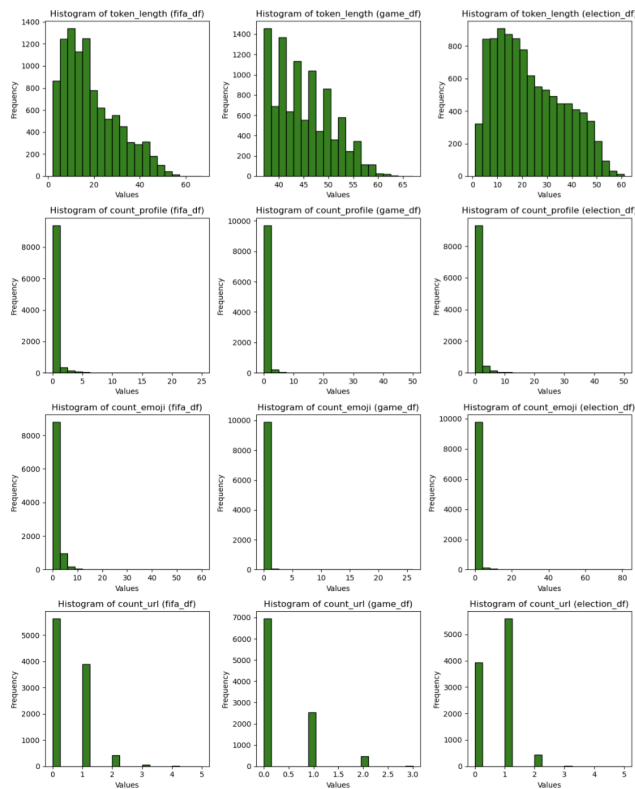 Histogram of token_length (fifa_df)
Histogram of token_length (game_df)
Histogram of token_length (election_df
Frequency
1400
1200
1000
800
600
400
200
0
0 20 40 60
Values
Frequency
1400
1200
1000
800
600
400
200
0
40 45 50 55 60 65
Values
Frequency
800
600
400
200
0
0 10 20 30 40 50 60
Values
Histogram of count_profile (fifa_df)
Histogram of count_profile (game_df)
Histogram of count_profile (election_df)
Frequency
8000
6000
4000
2000
0
0 5 10 15 20 25
Values
Frequency
10000
8000
6000
4000
2000
0
0 10 20 30 40 50
Values
Frequency
8000
6000
4000
2000
0
0 10 20 30 40 50
Values
Histogram of count_emoji (fifa_df)
Histogram of count_emoji (game_df)
Histogram of count_emoji (election_df)
Frequency
8000
6000
4000
2000
0
0 10 20 30 40 50 60
Values
Frequency
10000
8000
6000
4000
2000
0
0 5 10 15 20 25
Values
Frequency
10000
8000
6000
4000
2000
0
0 20 40 60 80
Values
Histogram of count_url (fifa_df)
Histogram of count_url (game_df)
Histogram of count_url (election_df)
Frequency
5000
4000
3000
2000
1000
0
0 1 2 3 4 5
Values
Frequency
7000
6000
5000
4000
3000
2000
1000
0
0.0 0.5 1.0 1.5 2.0 2.5 3.0
Values
Frequency
5000
4000
3000
2000
1000
0
0 1 2 3 4 5
Values